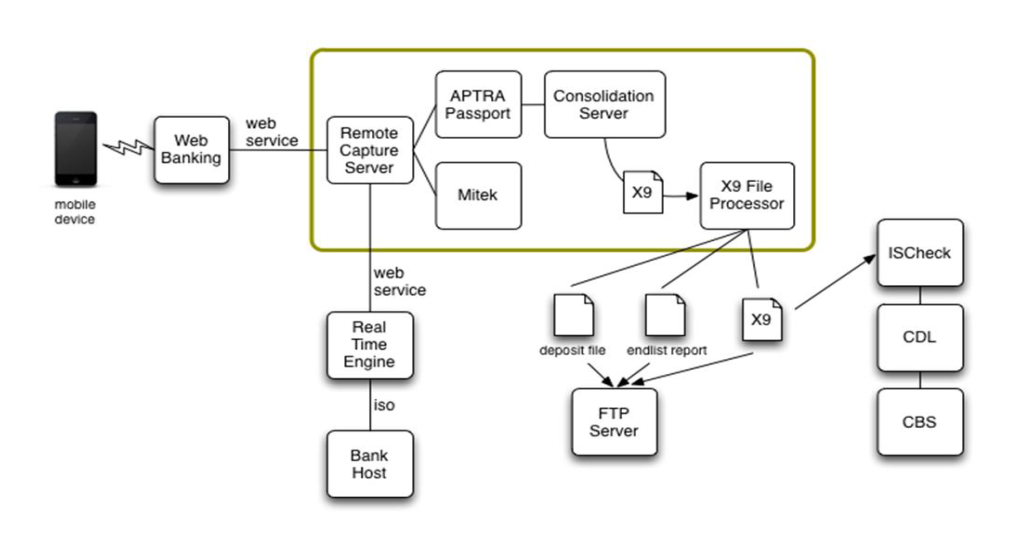 mobile
device
Web
Banking
web
service
Remote
Capture
Server
APTRA
Passport
Consolidation
Server
Mitek
X9
X9 File
Processor
web
service
Real
Time
Engine
iso
Bank
Host
deposit file
endlist report
X9
FTP
Server
ISCheck
CDL
CBS